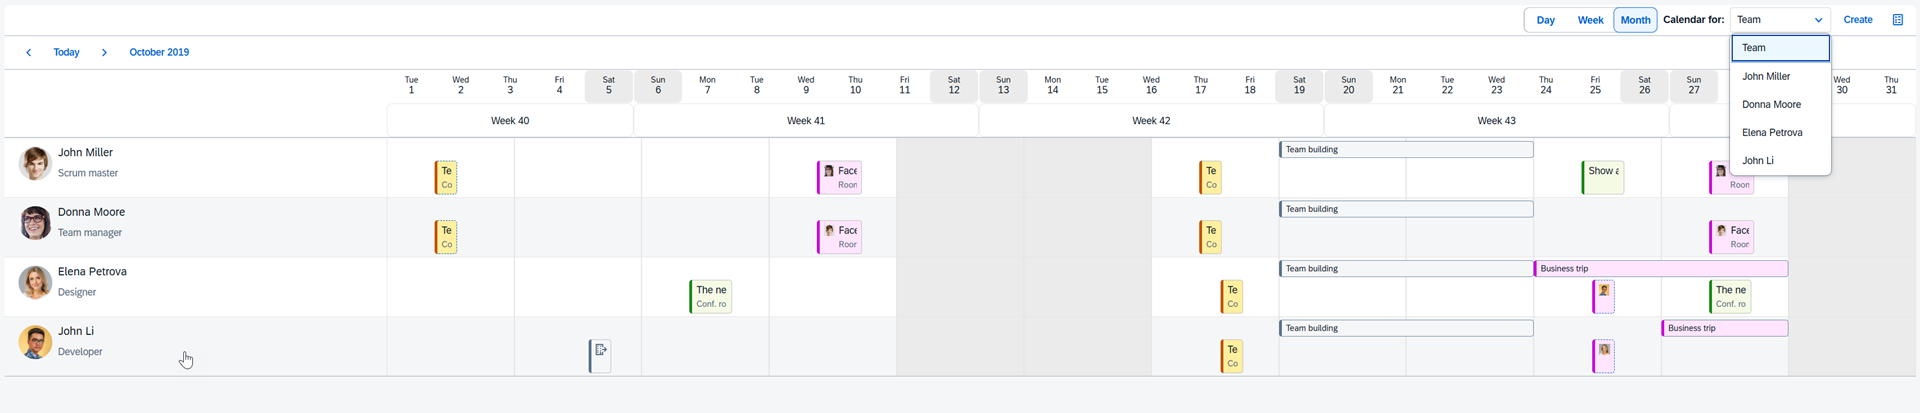 Day Week Month Calendar for: Team Create
Team
John Miller
Donna Moore
Elena Petrova
John Li
Today October 2019
Tue Wed Thu Fri Sat Sun Mon Tue Wed Thu Fri Sat Sun Mon Tue Wed Thu Fri Sat Sun Mon Tue Wed Thu Fri Sat Sun Wed Thu
1 2 3 4 5 6 7 8 9 10 11 12 13 14 15 16 17 18 19 20 21 22 23 24 25 26 27 30 31
Week 40 Week 41 Week 42 Week 43
John Miller
Scrum master
Team building
Te
Co
Face
Room
Te
Co
Show a
Room
Donna Moore
Team manager
Team building
Te
Co
Face
Room
Te
Co
Face
Room
Elena Petrova
Designer
Team building
Business trip
The ne
Conf. ro
Te
Co
The ne
Conf. ro
John Li
Developer
Team building
Business trip
Te
Co